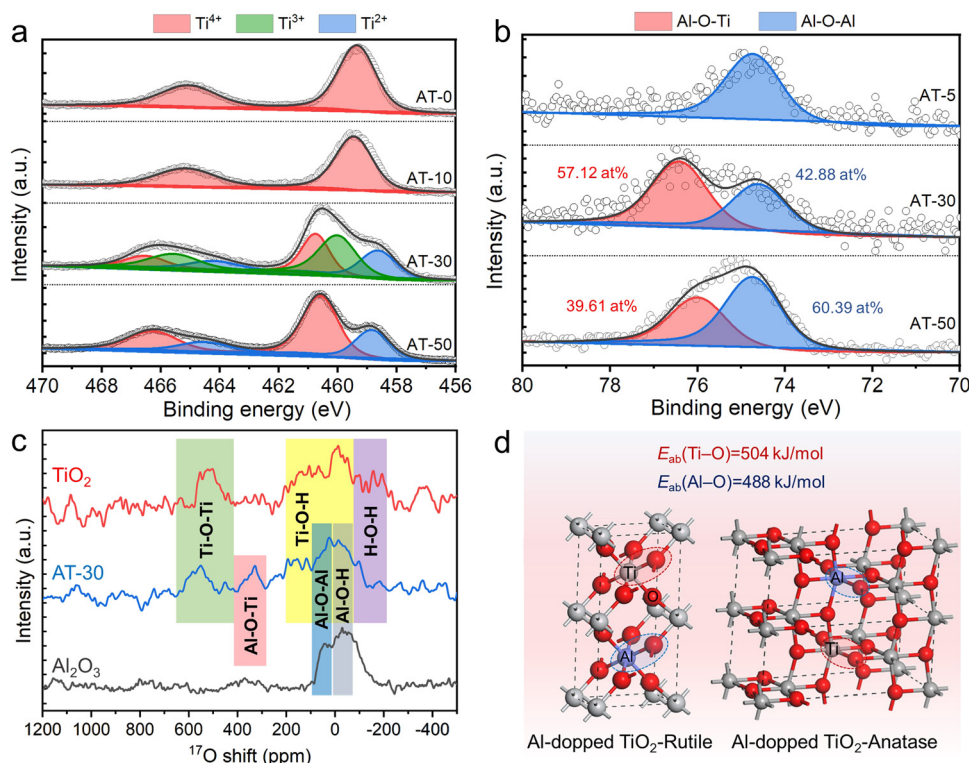 a
Ti4+
Ti3+
Ti2+
AT-0
AT-10
AT-30
AT-50
Intensity (a.u.)
470 468 466 464 462 460 458 456
Binding energy (eV)
b
Al-O-Ti
Al-O-Al
AT-5
57.12 at%
42.88 at%
AT-30
39.61 at%
60.39 at%
AT-50
Intensity (a.u.)
80 78 76 74 72 70
Binding energy (eV)
c
TiO2
AT-30
Al2O3
Ti-O-Ti
Al-O-Ti
Ti-O-H
Al-O-Al
Al-O-H
H-O-H
Intensity (a.u.)
1200 1000 800 600 400 200 0 -200 -400
17O shift (ppm)
d
Eab(Ti–O)=504 kJ/mol
Eab(Al–O)=488 kJ/mol
Ti
O
Al
Al
Ti
Al-dopped TiO2-Rutile
Al-dopped TiO2-Anatase